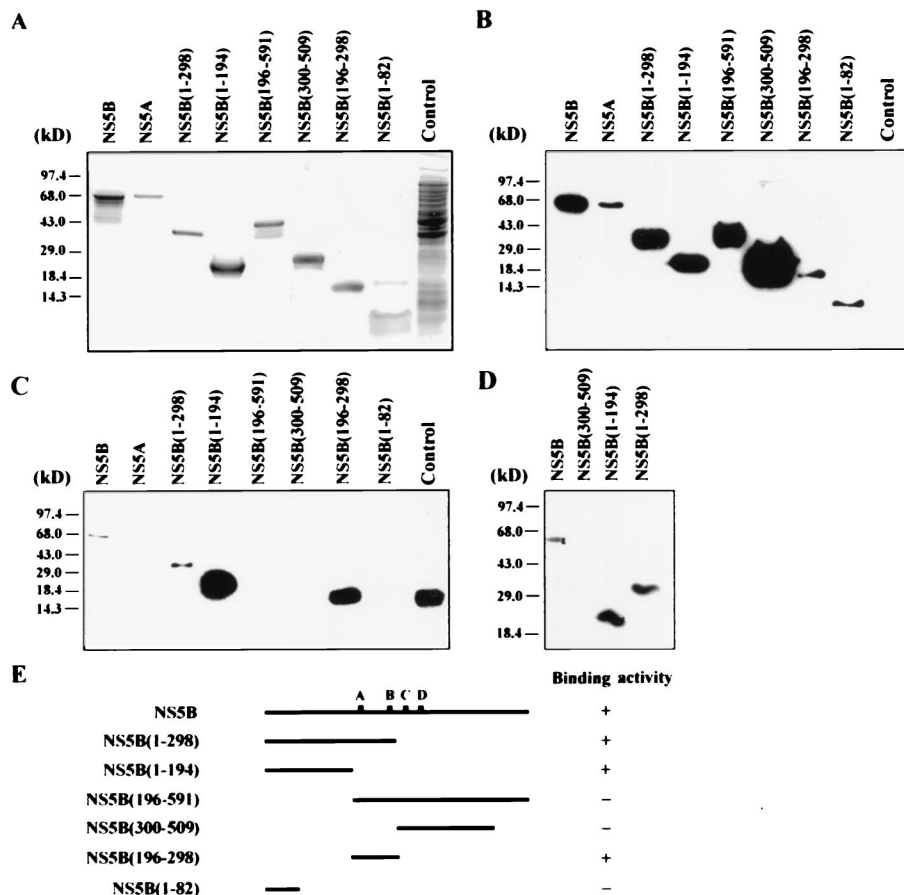 A
NS5B
NS5A
NS5B(1-298)
NS5B(1-194)
NS5B(196-591)
NS5B(300-509)
NS5B(196-298)
NS5B(1-82)
Control
(kD)
97.4
68.0
43.0
29.0
18.4
14.3
B
NS5B
NS5A
NS5B(1-298)
NS5B(1-194)
NS5B(196-591)
NS5B(300-509)
NS5B(196-298)
NS5B(1-82)
Control
(kD)
97.4
68.0
43.0
29.0
18.4
14.3
C
NS5B
NS5A
NS5B(1-298)
NS5B(1-194)
NS5B(196-591)
NS5B(300-509)
NS5B(196-298)
NS5B(1-82)
Control
(kD)
97.4
68.0
43.0
29.0
18.4
14.3
D
NS5B
NS5B(300-509)
NS5B(1-194)
NS5B(1-298)
(kD)
97.4
68.0
43.0
29.0
18.4
E
Binding activity
A B C D
NS5B +
NS5B(1-298) +
NS5B(1-194) +
NS5B(196-591) −
NS5B(300-509) −
NS5B(196-298) +
NS5B(1-82) −